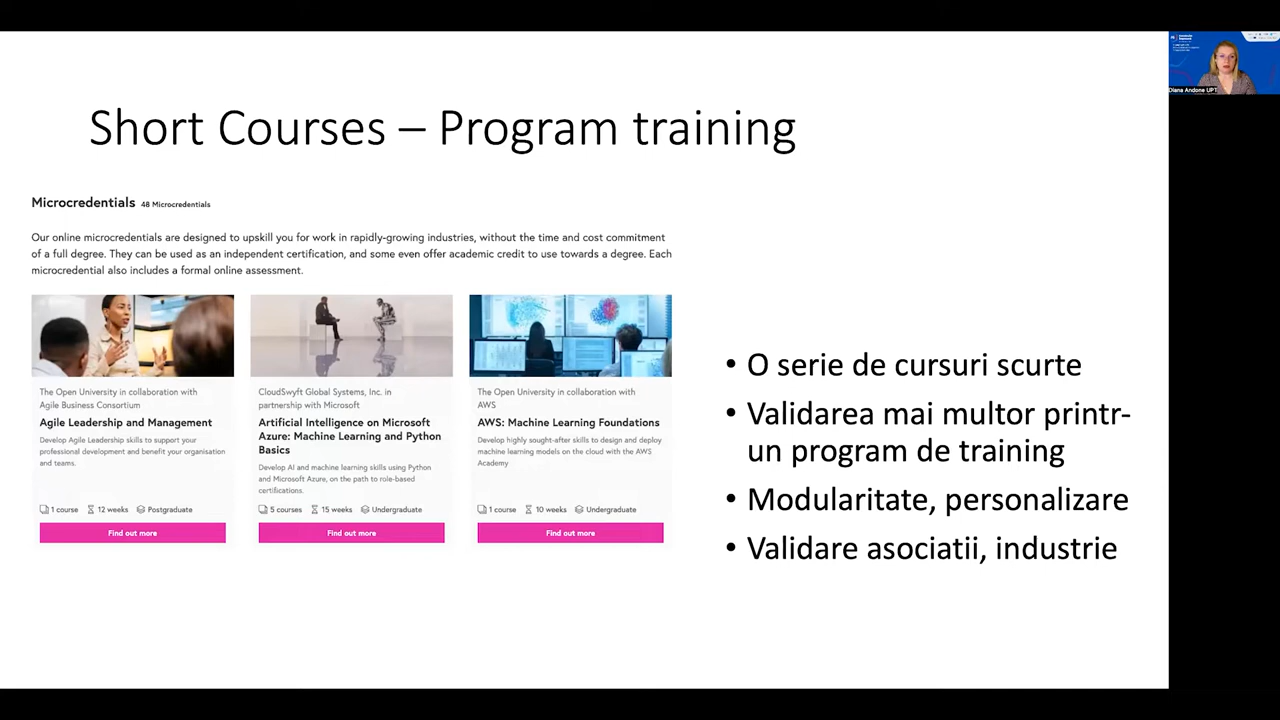 Short Courses – Program training
Diana Andone UPT
Microcredentials 48 Microcredentials
Our online microcredentials are designed to upskill you for work in rapidly-growing industries, without the time and cost commitment
of a full degree. They can be used as an independent certification, and some even offer academic credit to use towards a degree. Each
microcredential also includes a formal online assessment.
The Open University in collaboration with
Agile Business Consortium
Agile Leadership and Management
Develop Agile Leadership skills to support your
professional development and benefit your organisation
and teams.
1 course 12 weeks Postgraduate
Find out more
CloudSwyft Global Systems, Inc. in
partnership with Microsoft
Artificial Intelligence on Microsoft
Azure: Machine Learning and Python
Basics
Develop AI and machine learning skills using Python
and Microsoft Azure, on the path to role-based
certifications.
5 courses 15 weeks Undergraduate
Find out more
The Open University in collaboration with
AWS
AWS: Machine Learning Foundations
Develop highly sought-after skills to design and deploy
machine learning models on the cloud with the AWS
Academy
1 course 10 weeks Undergraduate
Find out more
• O serie de cursuri scurte
• Validarea mai multor printr-
un program de training
• Modularitate, personalizare
• Validare asociatii, industrie